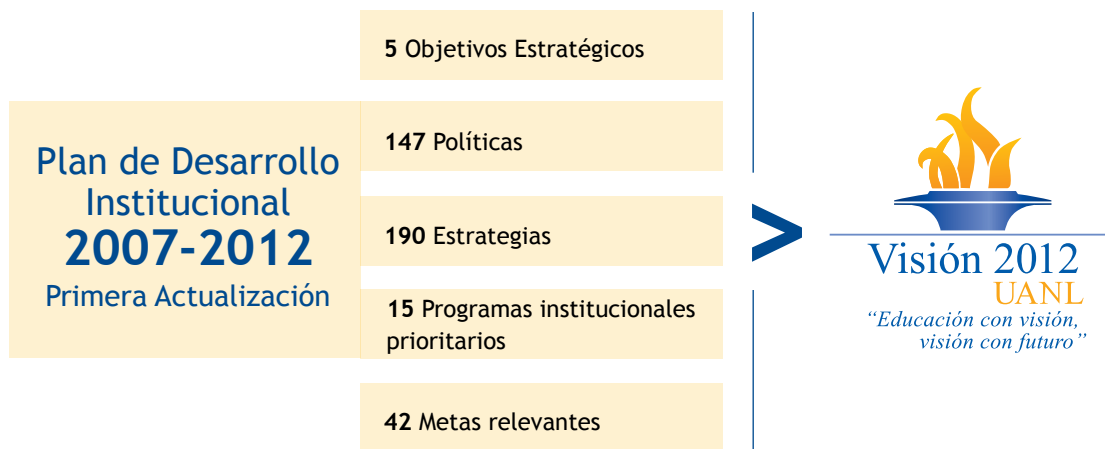 Plan de Desarrollo
Institucional
2007-2012
Primera Actualización
5 Objetivos Estratégicos
147 Políticas
190 Estrategias
15 Programas institucionales
prioritarios
42 Metas relevantes
>
Visión 2012
UANL
“Educación con visión,
visión con futuro”